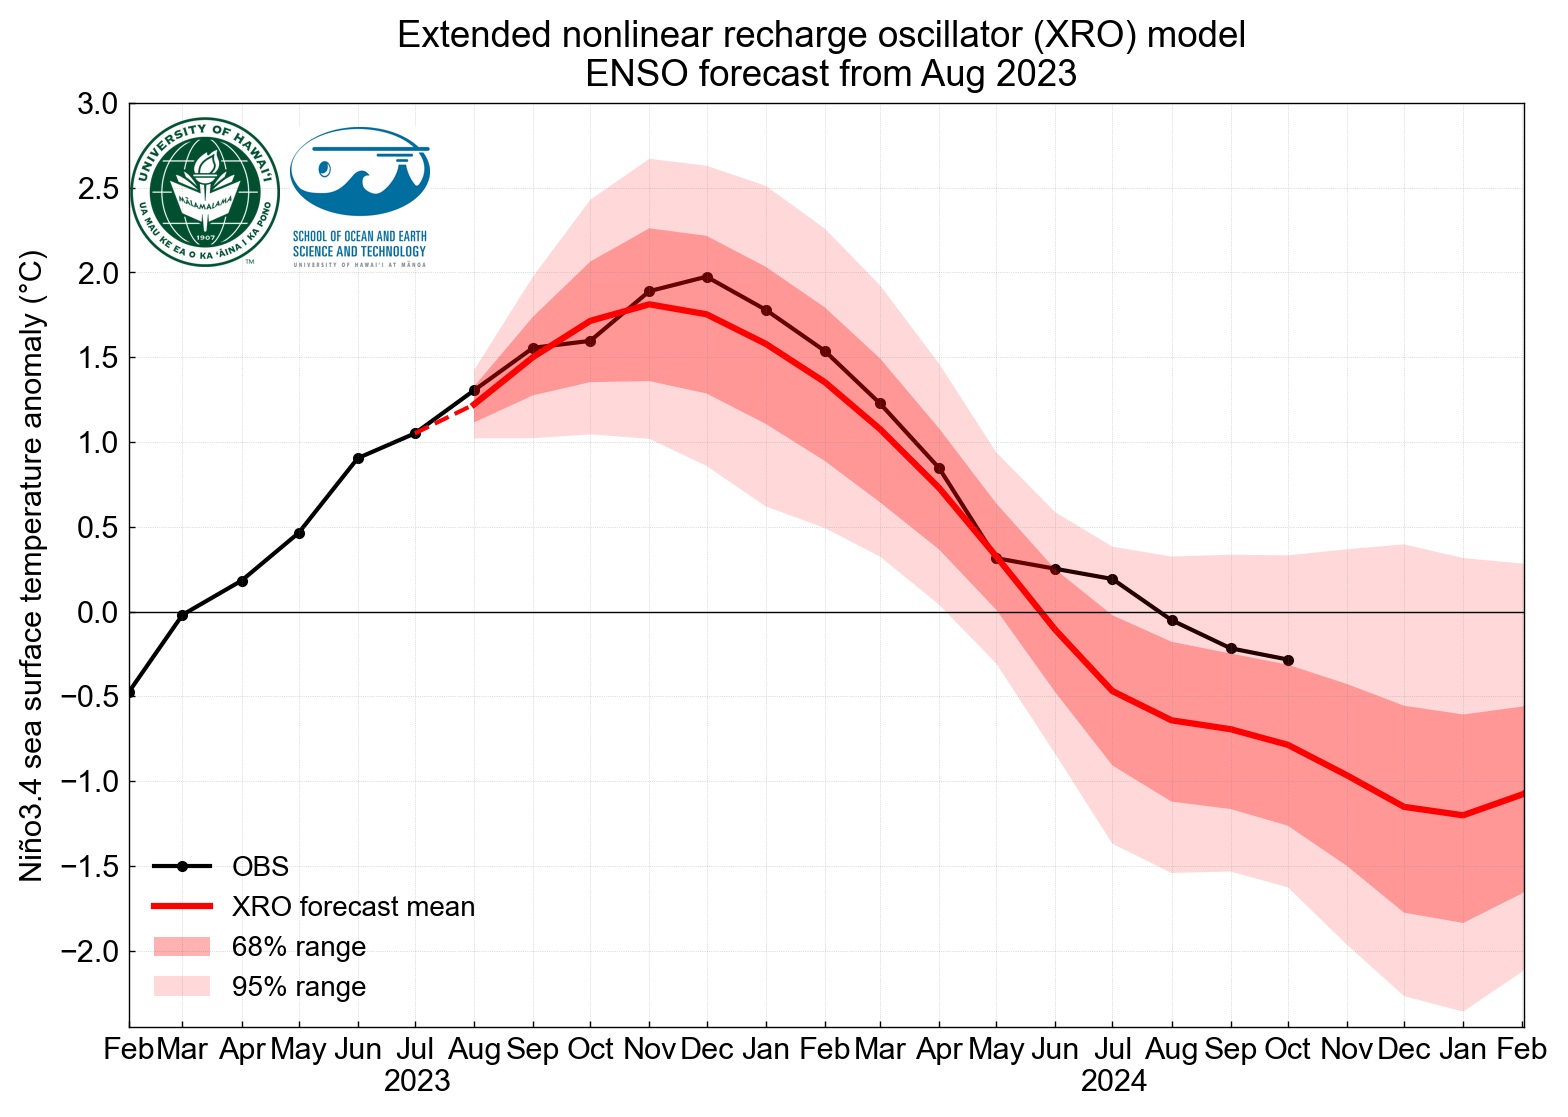 Extended nonlinear recharge oscillator (XRO) model
ENSO forecast from Aug 2023
UNIVERSITY OF HAWAI‘I
MĀLAMALAMA
1907
UA MAU KE EA O KA ‘ĀINA I KA PONO
TM
SCHOOL OF OCEAN AND EARTH
SCIENCE AND TECHNOLOGY
UNIVERSITY OF HAWAI‘I AT MĀNOA
Niño3.4 sea surface temperature anomaly (°C)
3.0
2.5
2.0
1.5
1.0
0.5
0.0
−0.5
−1.0
−1.5
−2.0
OBS
XRO forecast mean
68% range
95% range
Feb Mar Apr May Jun Jul Aug Sep Oct Nov Dec Jan Feb Mar Apr May Jun Jul Aug Sep Oct Nov Dec Jan Feb
2023 2024